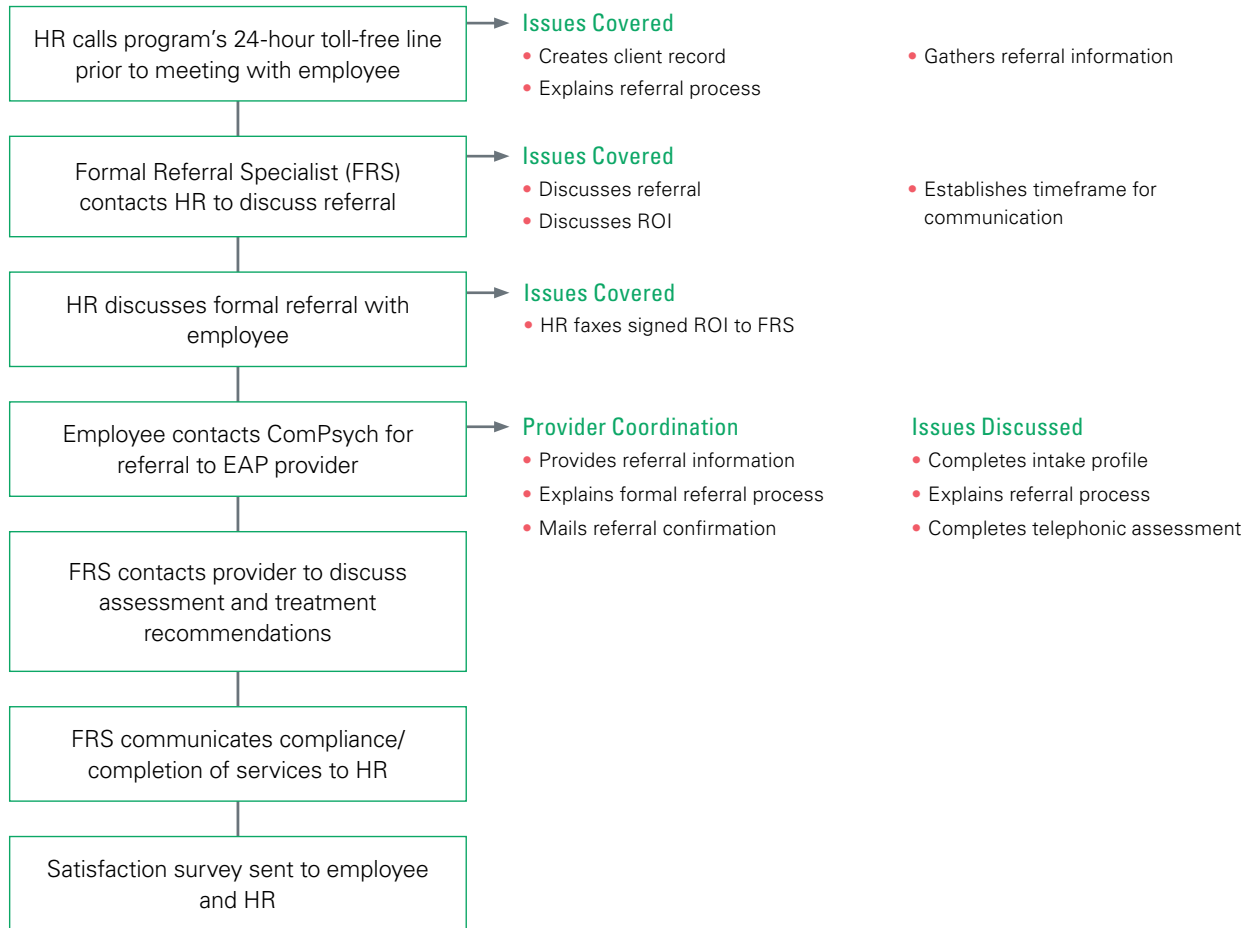 HR calls program's 24-hour toll-free line
prior to meeting with employee
Issues Covered
• Creates client record
• Explains referral process
• Gathers referral information
Formal Referral Specialist (FRS)
contacts HR to discuss referral
Issues Covered
• Discusses referral
• Discusses ROI
• Establishes timeframe for
communication
HR discusses formal referral with
employee
Issues Covered
• HR faxes signed ROI to FRS
Employee contacts ComPsych for
referral to EAP provider
Provider Coordination
• Provides referral information
• Explains formal referral process
• Mails referral confirmation
Issues Discussed
• Completes intake profile
• Explains referral process
• Completes telephonic assessment
FRS contacts provider to discuss
assessment and treatment
recommendations
FRS communicates compliance/
completion of services to HR
Satisfaction survey sent to employee
and HR